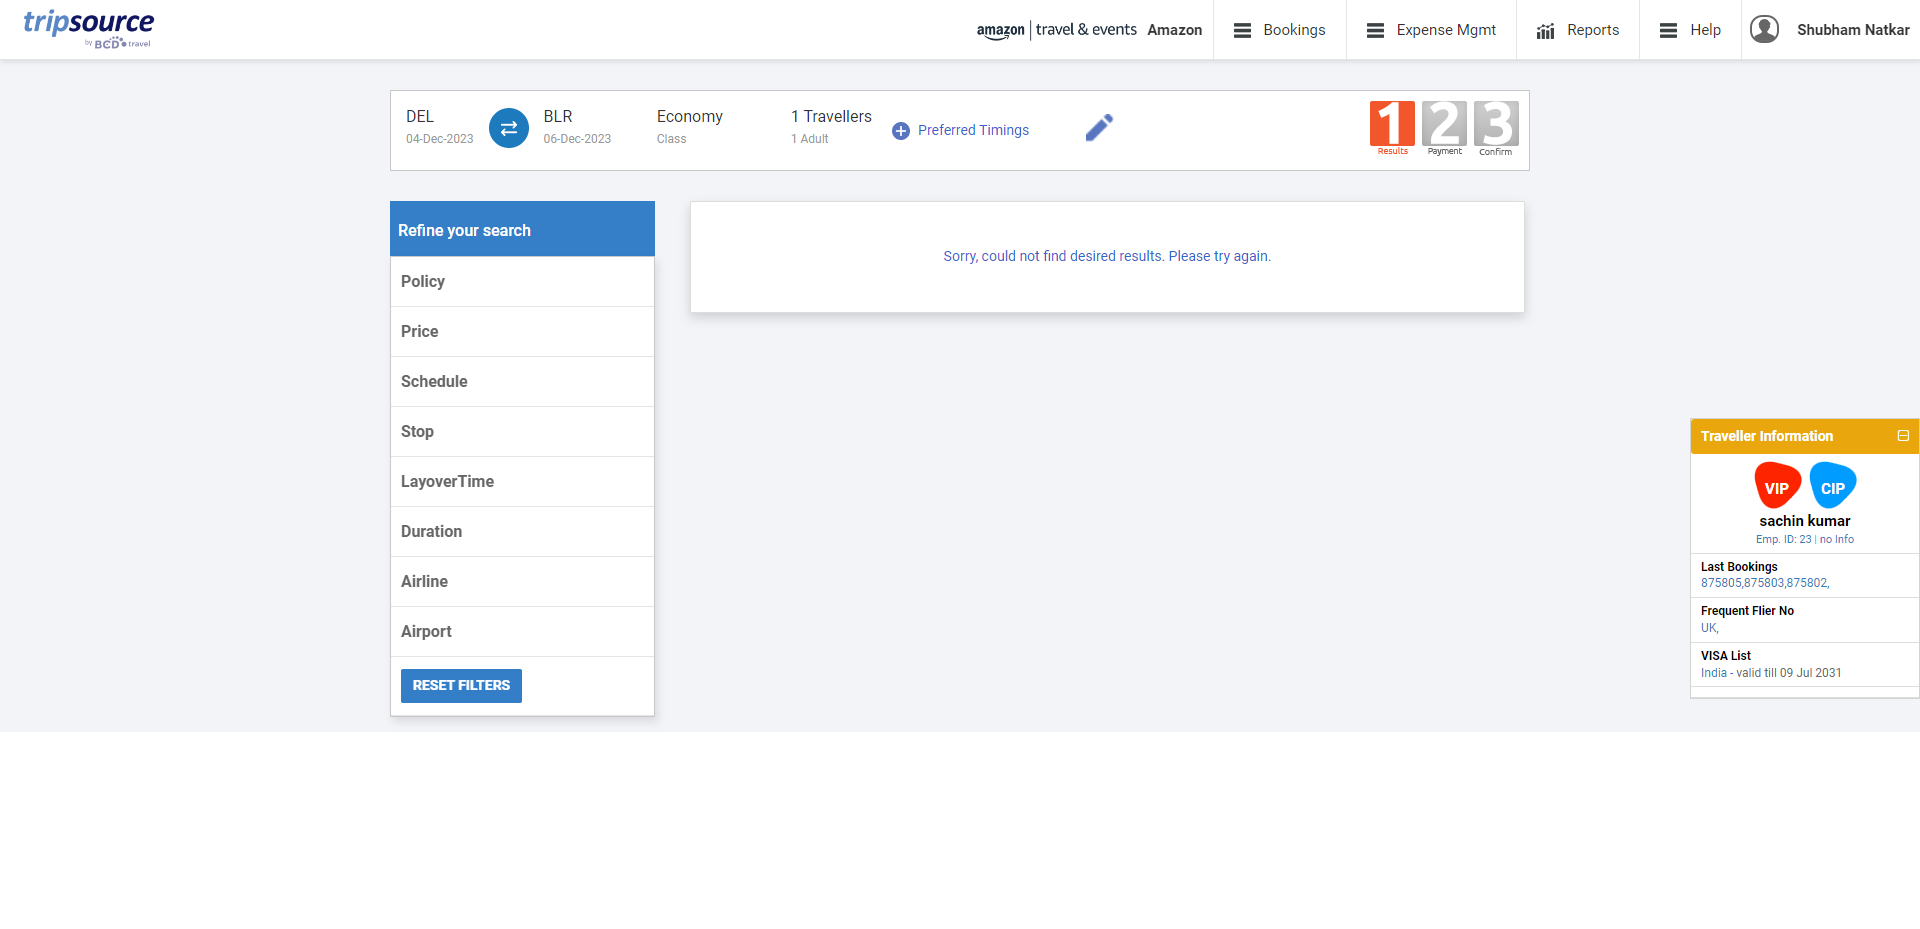 tripsource
by BCD travel
amazon | travel & events Amazon
Bookings
Expense Mgmt
Reports
Help
Shubham Natkar
DEL
04-Dec-2023
BLR
06-Dec-2023
Economy
Class
1 Travellers
1 Adult
Preferred Timings
1
Results
2
Payment
3
Confirm
Refine your search
Policy
Price
Schedule
Stop
LayoverTime
Duration
Airline
Airport
RESET FILTERS
Sorry, could not find desired results. Please try again.
Traveller Information
VIP
CIP
sachin kumar
Emp. ID: 23 | no Info
Last Bookings
875805,875803,875802,
Frequent Flier No
UK,
VISA List
India - valid till 09 Jul 2031